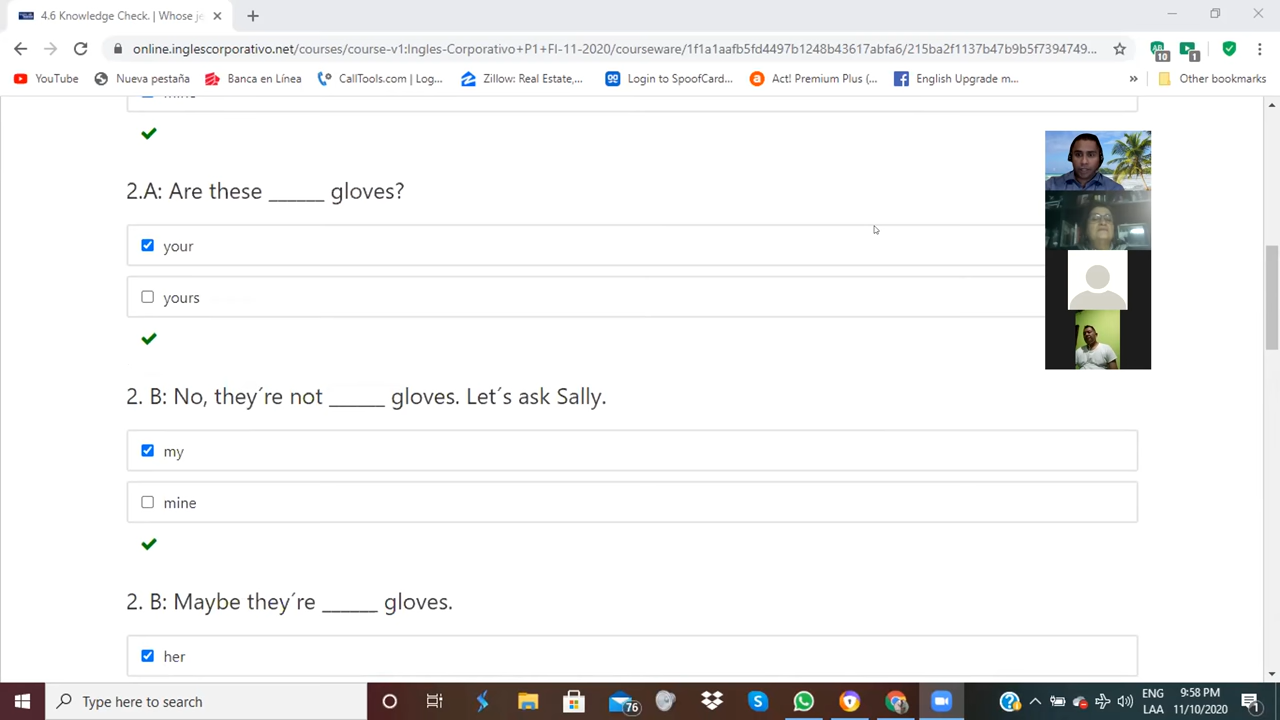 4.6 Knowledge Check. | Whose je
online.inglescorporativo.net/courses/course-v1:Ingles-Corporativo+P1+FI-11-2020/courseware/1f1a1aafb5fd4497b1248b43617abfa6/215ba2f1137b47b9b5f7394749...
10
1
YouTube
Nueva pestaña
Banca en Línea
CallTools.com | Log...
Zillow: Real Estate,...
Login to SpoofCard...
Act! Premium Plus (...
English Upgrade m...
»
Other bookmarks
mine
2.A: Are these ______ gloves?
your
yours
2. B: No, they´re not ______ gloves. Let´s ask Sally.
my
mine
2. B: Maybe they´re ______ gloves.
her
Type here to search
76
ENG
LAA
9:58 PM
11/10/2020
1